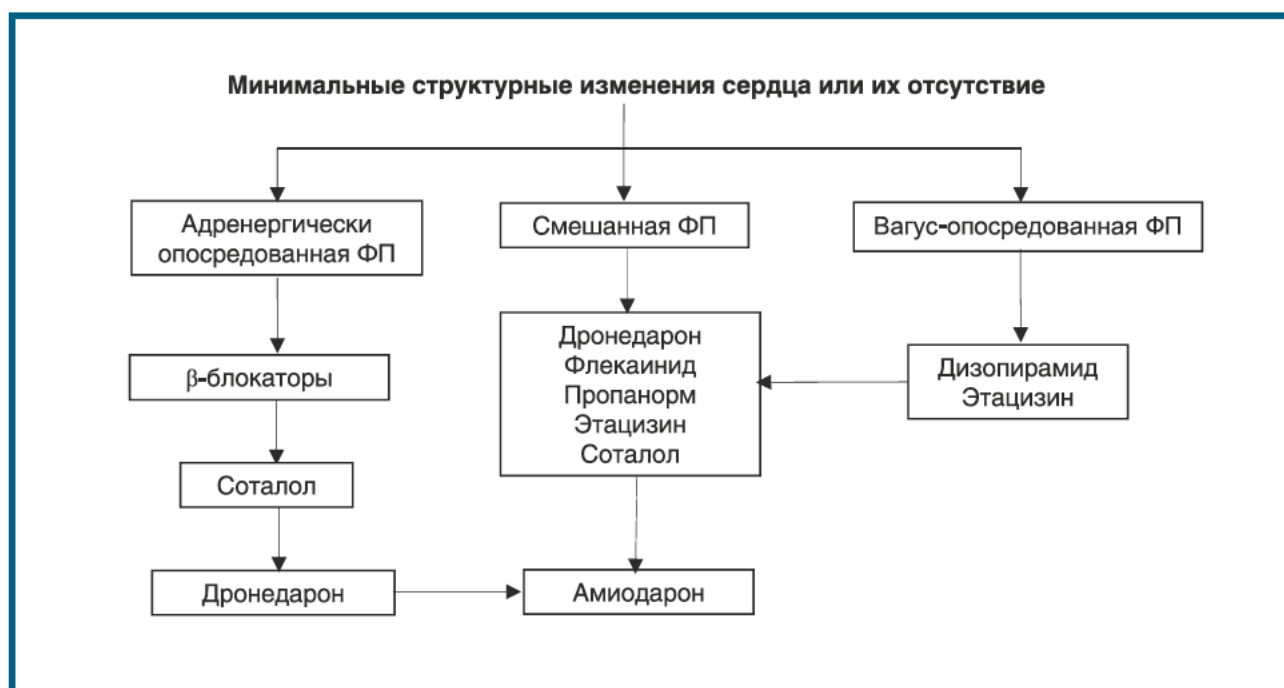 Минимальные структурные изменения сердца или их отсутствие
Адренергически
опосредованная ФП
Смешанная ФП
Вагус-опосредованная ФП
β-блокаторы
Дронедарон
Флекаинид
Пропанорм
Этацизин
Соталол
Дизопирамид
Этацизин
Соталол
Дронедарон
Амиодарон